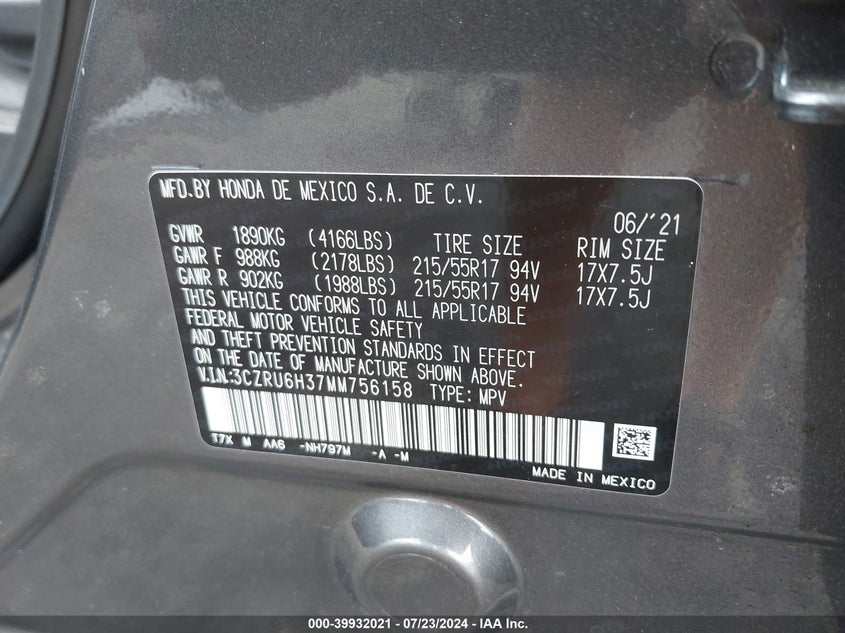 MFD.BY HONDA DE MEXICO S.A. DE C.V.
06/'21
GVWR 1890KG (4166LBS) TIRE SIZE RIM SIZE
GAWR F 988KG (2178LBS) 215/55R17 94V 17X7.5J
GAWR R 902KG (1988LBS) 215/55R17 94V 17X7.5J
THIS VEHICLE CONFORMS TO ALL APPLICABLE
FEDERAL MOTOR VEHICLE SAFETY
AND THEFT PREVENTION STANDARDS IN EFFECT
ON THE DATE OF MANUFACTURE SHOWN ABOVE.
V.I.N:3CZRU6H37MM756158 TYPE: MPV
T7X M AA6 -NH797M -A -M
MADE IN MEXICO
000-39932021 - 07/23/2024 - IAA Inc.